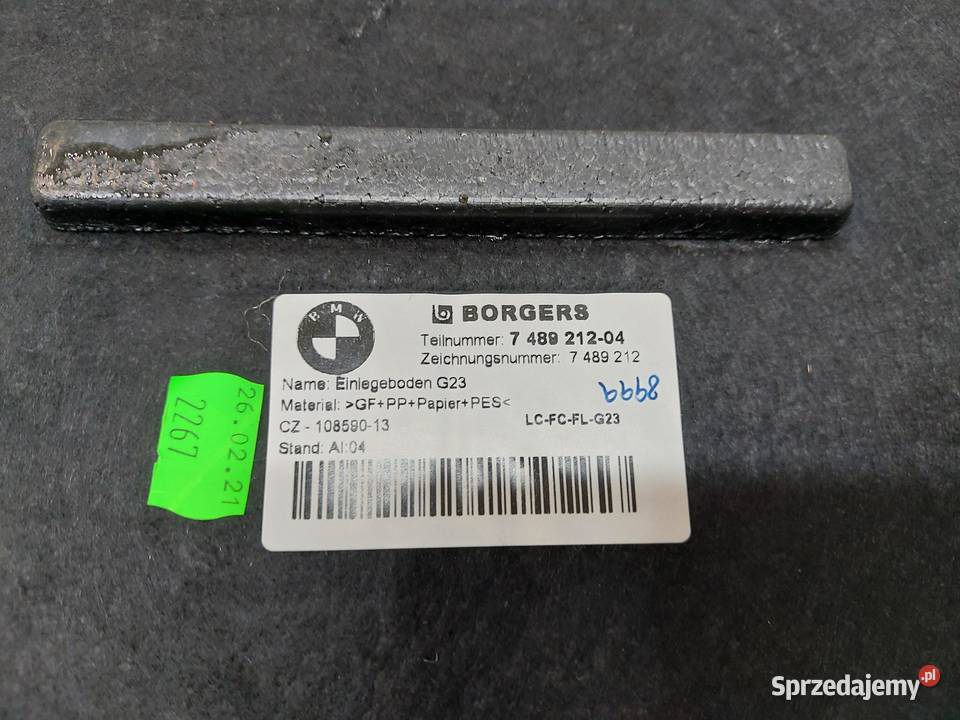 BMW
BORGERS
Teilnummer: 7 489 212-04
Zeichnungsnummer: 7 489 212
Name: Einlegeboden G23
Material: >GF+PP+Papier+PES<
CZ - 108590-13
LC-FC-FL-G23
Stand: AI:04
26.02.21
2267
Sprzedajemy.pl